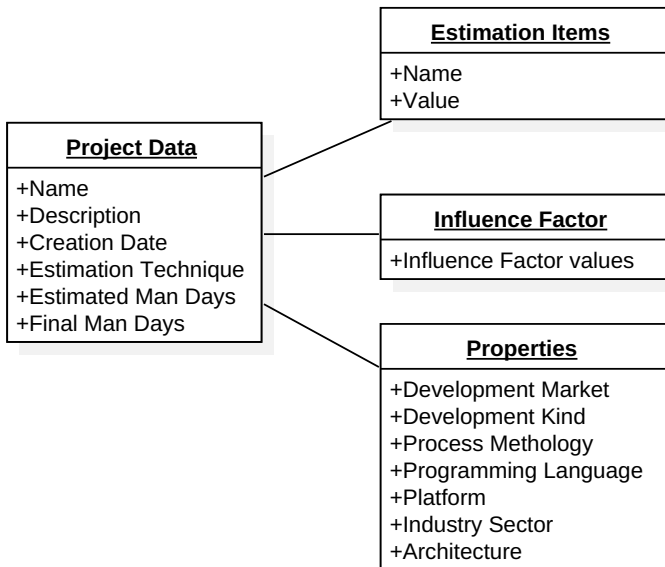 Estimation Items
+Name
+Value
Project Data
+Name
+Description
+Creation Date
+Estimation Technique
+Estimated Man Days
+Final Man Days
Influence Factor
+Influence Factor values
Properties
+Development Market
+Development Kind
+Process Methology
+Programming Language
+Platform
+Industry Sector
+Architecture